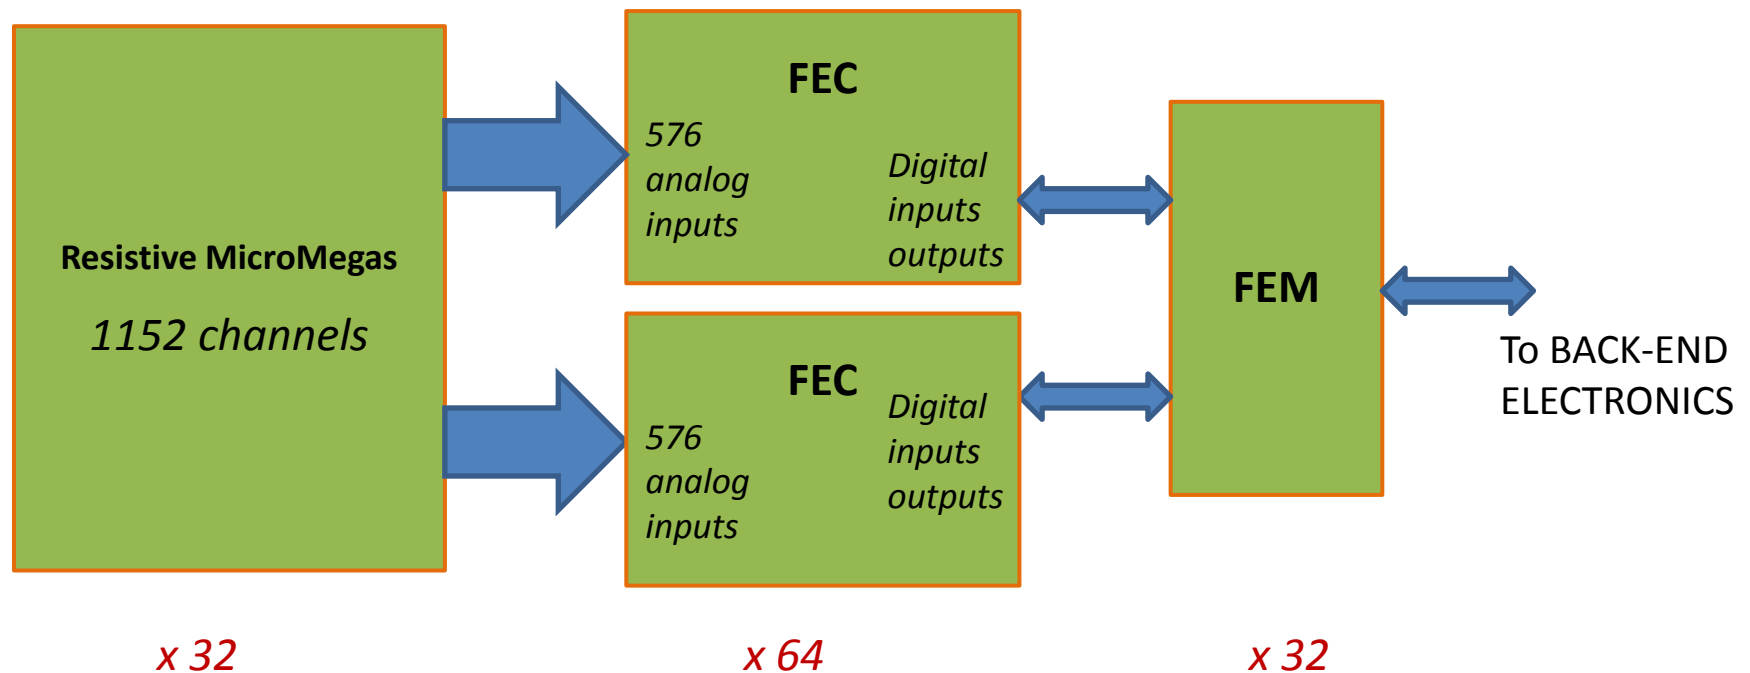 Resistive MicroMegas
1152 channels
FEC
576
analog
inputs
Digital
inputs
outputs
FEC
576
analog
inputs
Digital
inputs
outputs
FEM
To BACK-END
ELECTRONICS
x 32
x 64
x 32